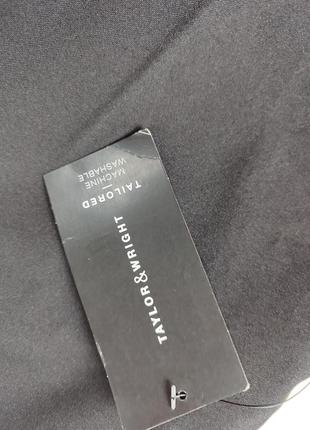 TAYLOR & WRIGHT
TAILORED
MACHINE
WASHABLE